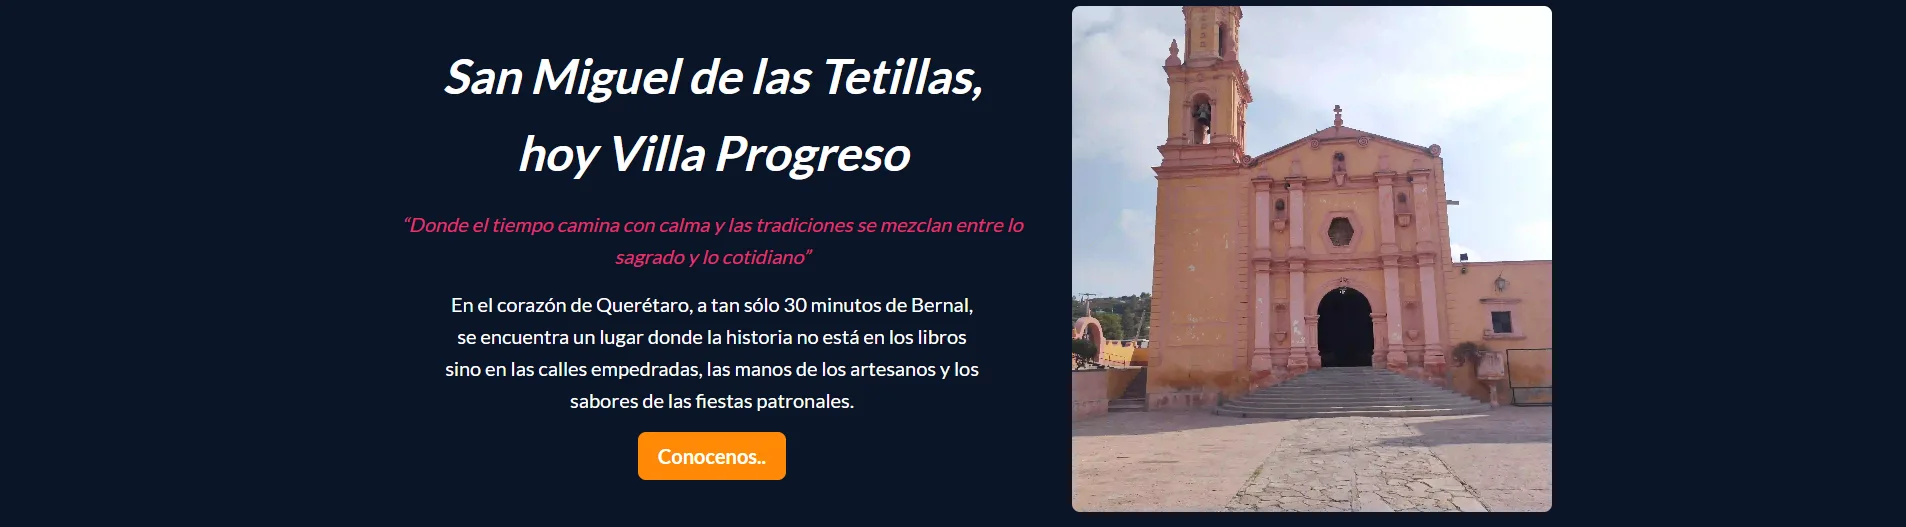 San Miguel de las Tetillas,
hoy Villa Progreso
“Donde el tiempo camina con calma y las tradiciones se mezclan entre lo
sagrado y lo cotidiano”
En el corazón de Querétaro, a tan sólo 30 minutos de Bernal,
se encuentra un lugar donde la historia no está en los libros
sino en las calles empedradas, las manos de los artesanos y los
sabores de las fiestas patronales.
Conocenos..